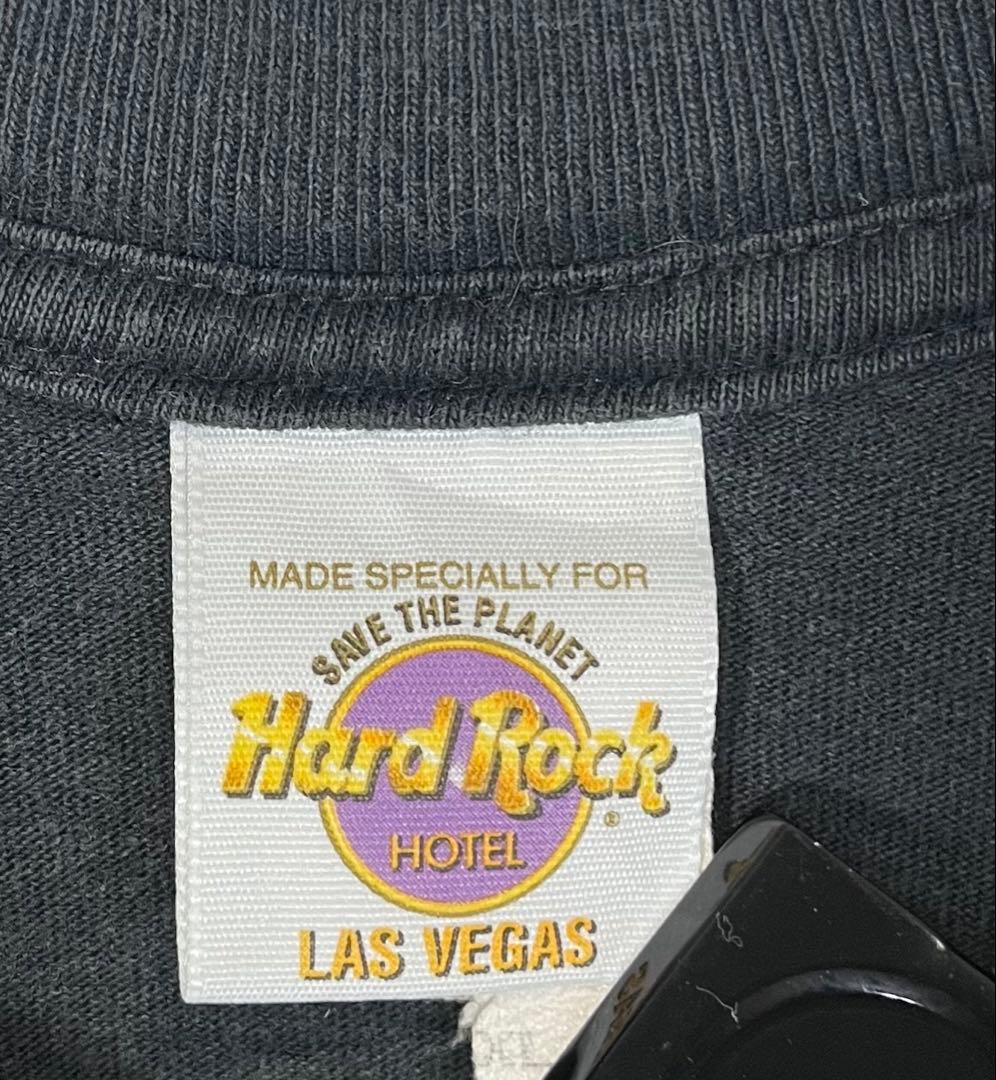 MADE SPECIALLY FOR
SAVE THE PLANET
Hard Rock
®
HOTEL
LAS VEGAS